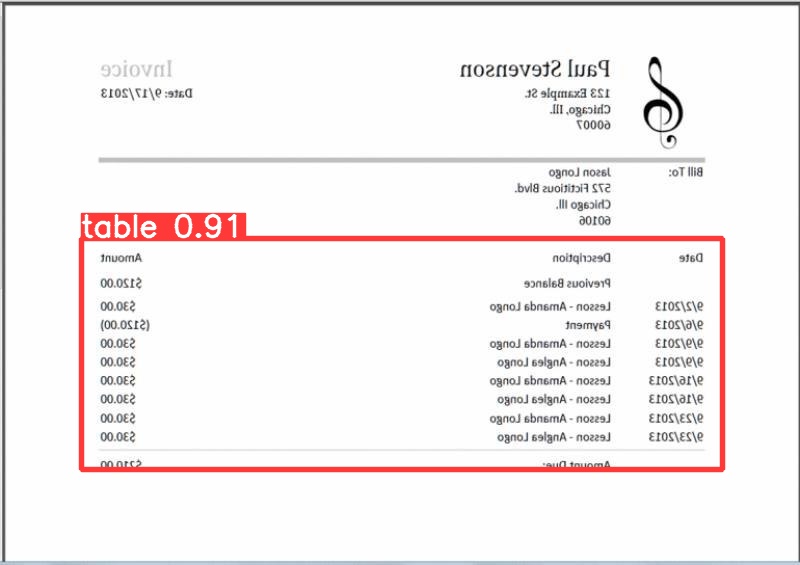 Paul Stevenson
Invoice
123 Example St.
Date: 9/17/2013
Chicago, Ill.
60007
Bill To: Jason Longo
572 Fictitious Blvd.
Chicago Ill.
60106
table 0.91
Date Description Amount
Previous Balance $120.00
9/2/2013 Lesson - Amanda Longo $30.00
9/6/2013 Payment ($120.00)
9/9/2013 Lesson - Amanda Longo $30.00
9/9/2013 Lesson - Anglea Longo $30.00
9/16/2013 Lesson - Amanda Longo $30.00
9/16/2013 Lesson - Anglea Longo $30.00
9/23/2013 Lesson - Amanda Longo $30.00
9/23/2013 Lesson - Anglea Longo $30.00
Amount Due: $210.00